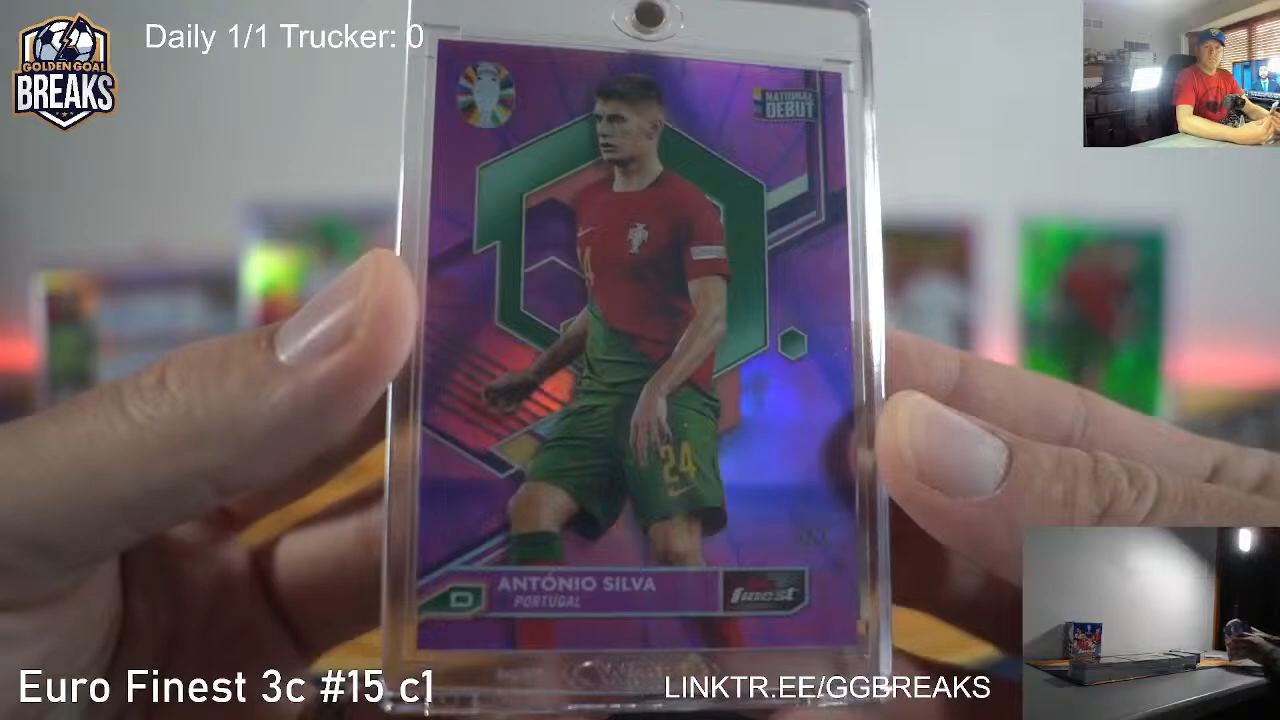 GOLDEN GOAL
BREAKS
Daily 1/1 Trucker: 0
NATIONAL
DEBUT
24
ANTÓNIO SILVA
D
PORTUGAL
finest
Euro Finest 3c #15 c1
LINKTR.EE/GGBREAKS